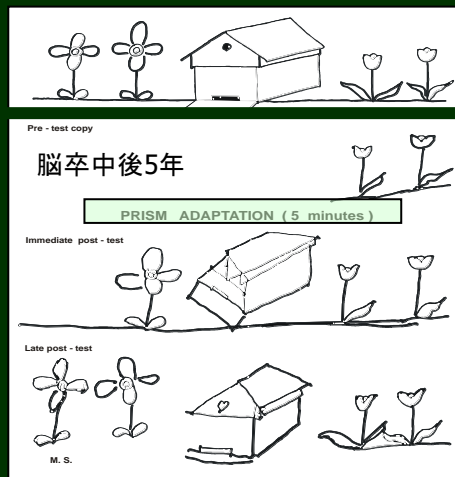 Pre - test copy
脳卒中後5年
PRISM ADAPTATION ( 5 minutes )
Immediate post - test
Late post - test
M. S.